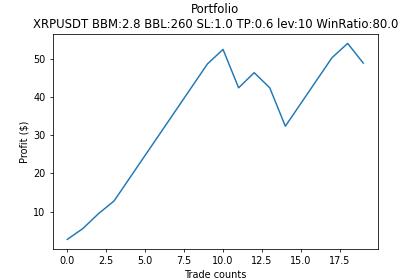 Portfolio
XRPUSDT BBM:2.8 BBL:260 SL:1.0 TP:0.6 lev:10 WinRatio:80.0
50
40
30
20
10
Profit ($)
0.0 2.5 5.0 7.5 10.0 12.5 15.0 17.5
Trade counts